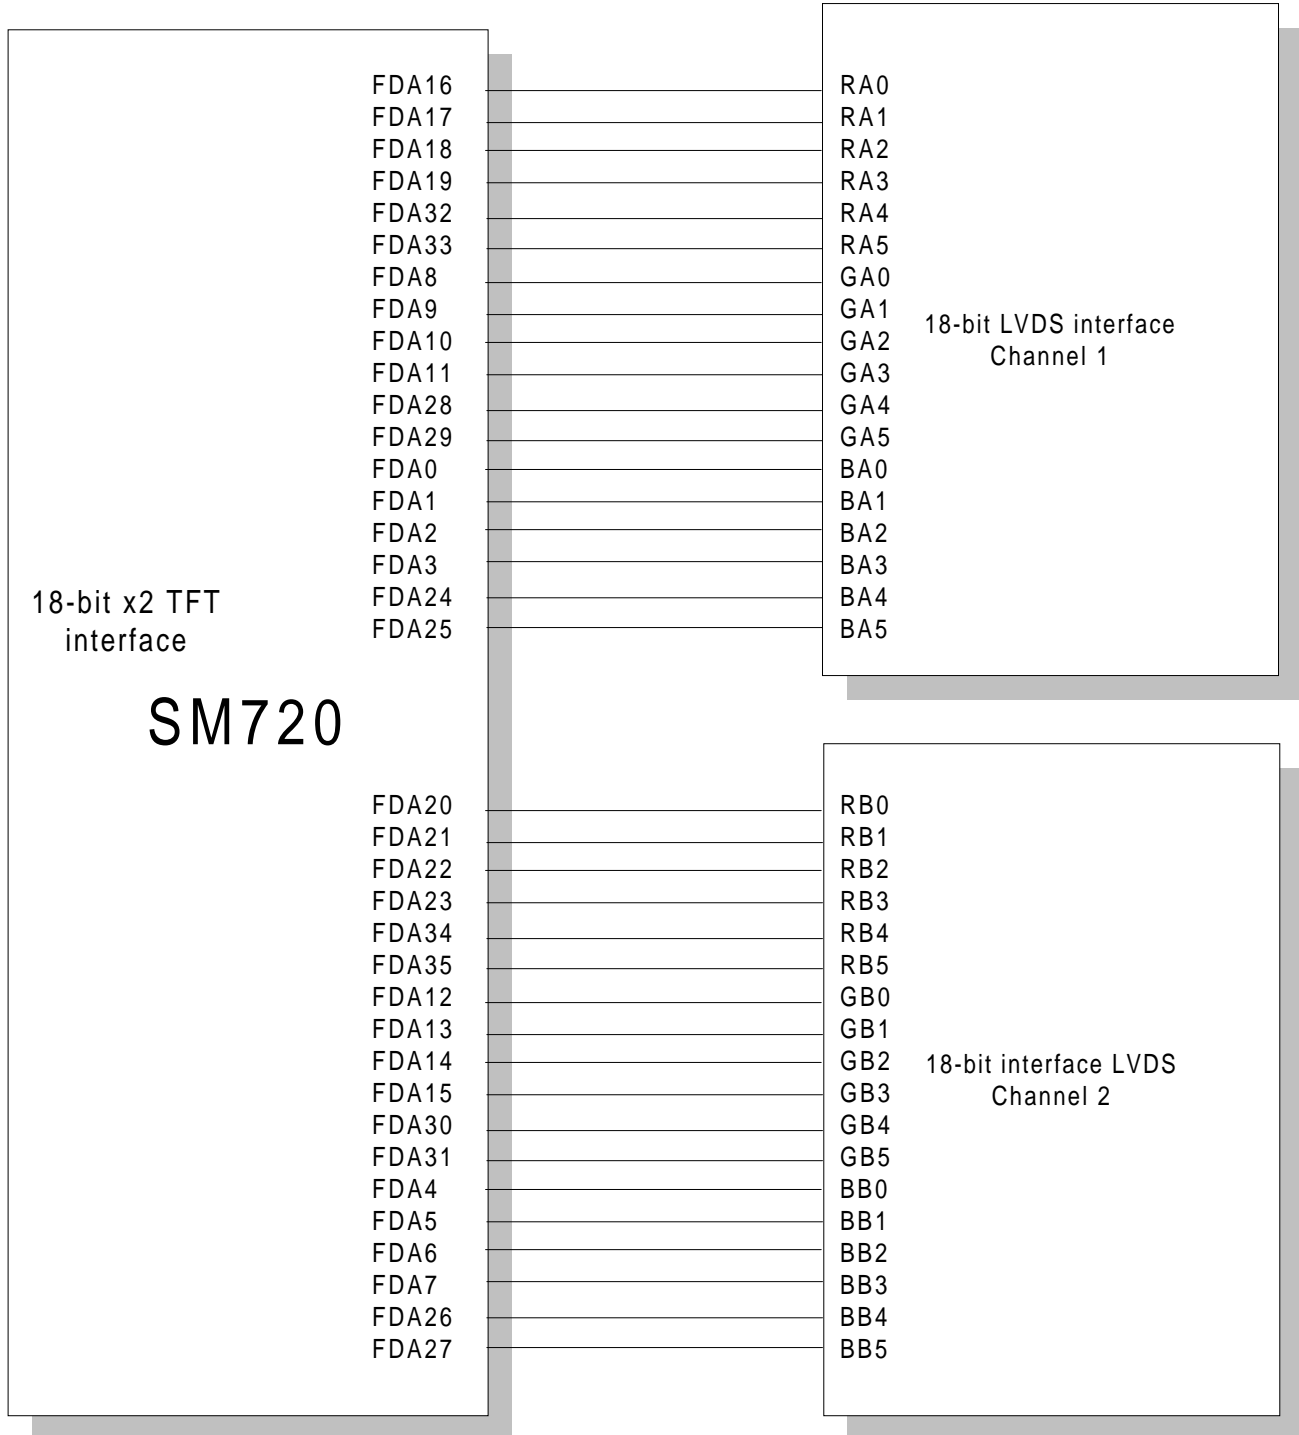 FDA16 RA0
FDA17 RA1
FDA18 RA2
FDA19 RA3
FDA32 RA4
FDA33 RA5
FDA8 GA0
FDA9 GA1
FDA10 GA2
FDA11 GA3
FDA28 GA4
FDA29 GA5
FDA0 BA0
FDA1 BA1
FDA2 BA2
FDA3 BA3
FDA24 BA4
FDA25 BA5
18-bit LVDS interface
Channel 1
18-bit x2 TFT
interface
SM720
FDA20 RB0
FDA21 RB1
FDA22 RB2
FDA23 RB3
FDA34 RB4
FDA35 RB5
FDA12 GB0
FDA13 GB1
FDA14 GB2
FDA15 GB3
FDA30 GB4
FDA31 GB5
FDA4 BB0
FDA5 BB1
FDA6 BB2
FDA7 BB3
FDA26 BB4
FDA27 BB5
18-bit interface LVDS
Channel 2